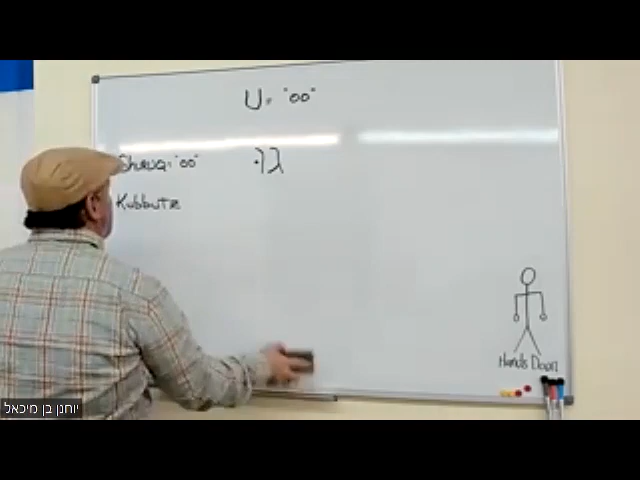 U = "oo"
Shuruq = "oo" גוּ
Kubbutz
Hands Down
יוחנן בן מיכאל